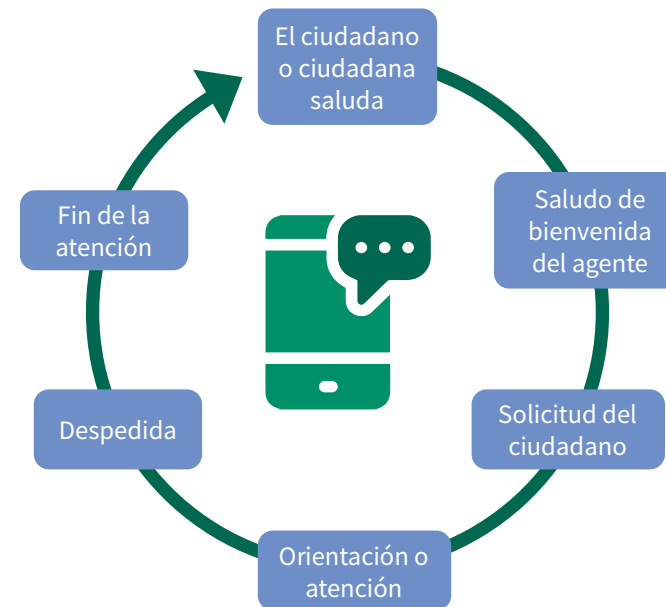 El ciudadano
o ciudadana
saluda
Saludo de
bienvenida
del agente
Solicitud del
ciudadano
Orientación o
atención
Despedida
Fin de la
atención